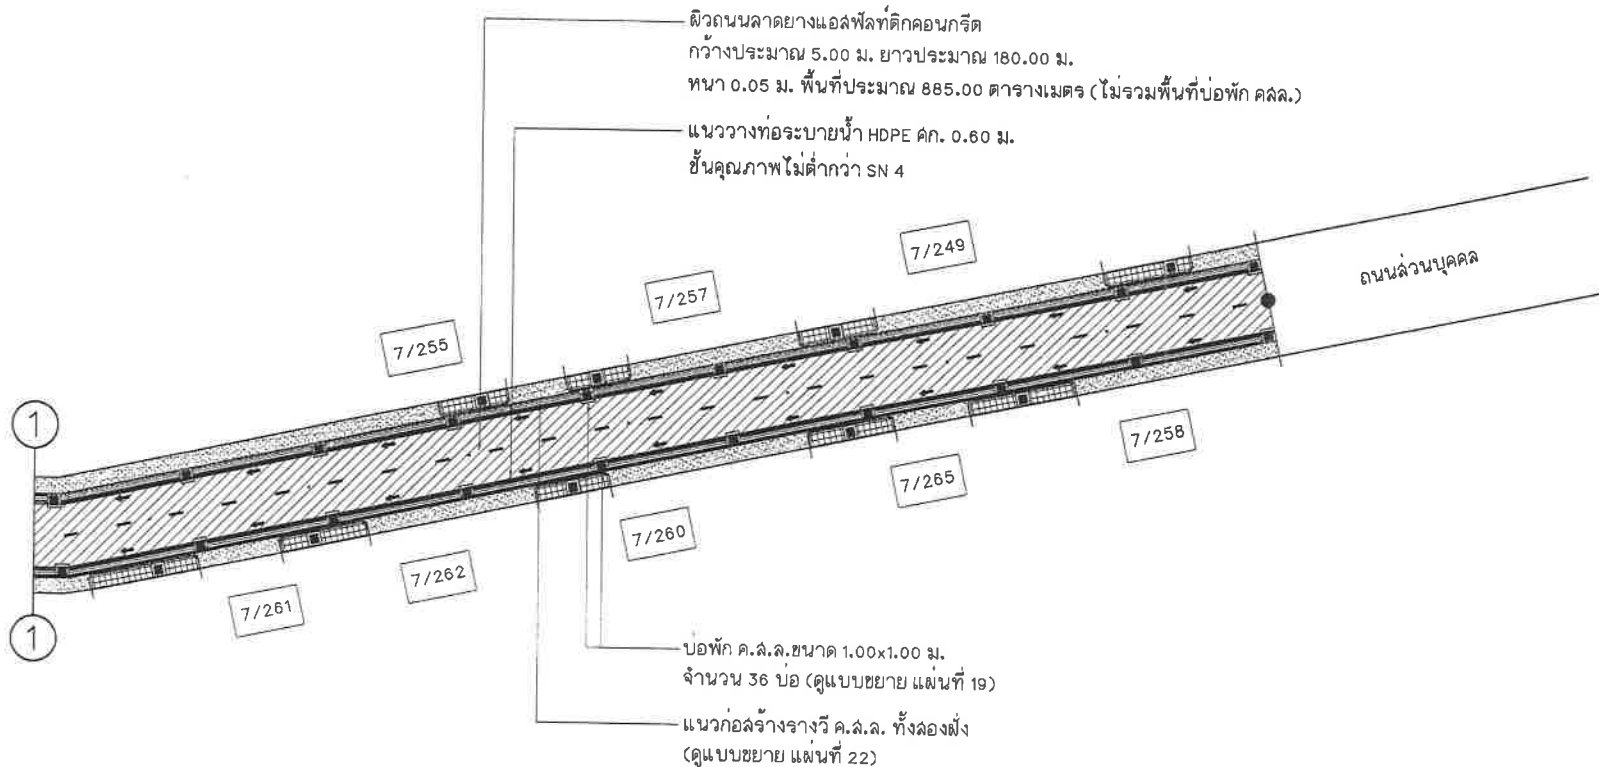 ผิวถนนลาดยางแอสฟัลท์ติกคอนกรีต
กว้างประมาณ 5.00 ม. ยาวประมาณ 180.00 ม.
หนา 0.05 ม. พื้นที่ประมาณ 885.00 ตารางเมตร (ไม่รวมพื้นที่บ่อพัก คสล.)
แนววางท่อระบายน้ำ HDPE ศก. 0.60 ม.
ชั้นคุณภาพไม่ต่ำกว่า SN 4
7/249
ถนนส่วนบุคคล
7/257
7/255
1
7/258
7/265
7/260
7/262
7/261
1
บ่อพัก ค.ส.ล.ขนาด 1.00x1.00 ม.
จำนวน 36 บ่อ (ดูแบบขยาย แผ่นที่ 19)
แนวก่อสร้างรางวี ค.ส.ล. ทั้งสองฝั่ง
(ดูแบบขยาย แผ่นที่ 22)